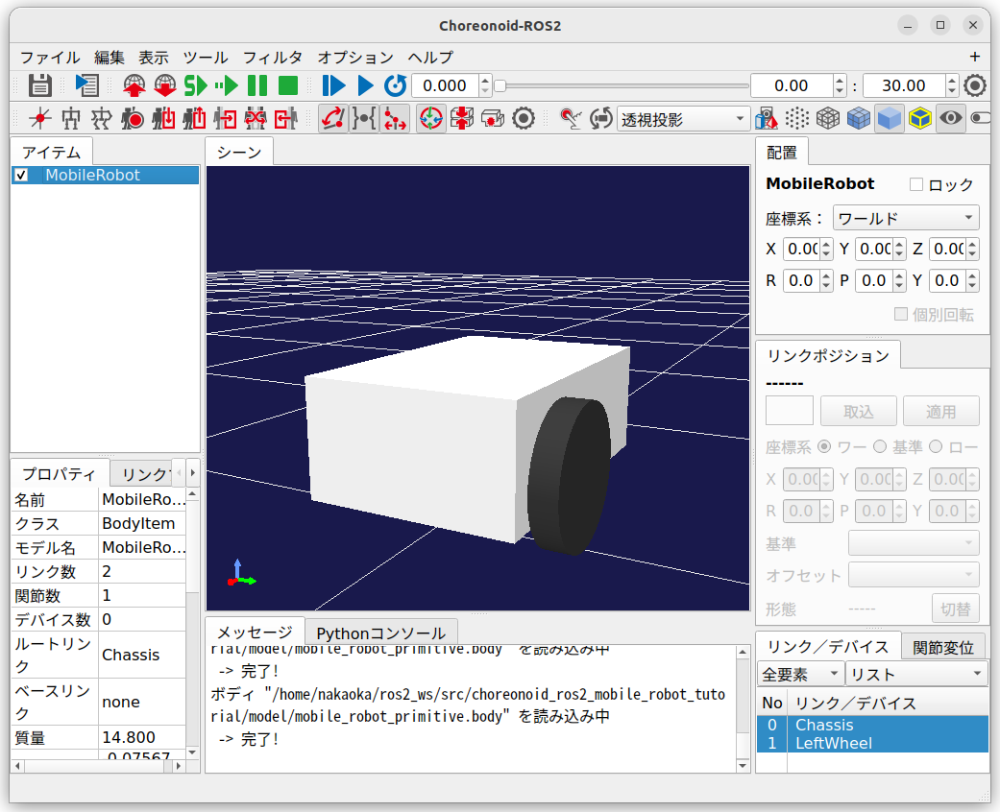 Choreonoid-ROS2
ファイル 編集 表示 ツール フィルタ オプション ヘルプ +
0.000 0.00 : 30.00
透視投影
アイテム
MobileRobot
シーン
配置
MobileRobot ロック
座標系： ワールド
X 0.00 Y 0.00 Z 0.00
R 0.0 P 0.0 Y 0.0
個別回転
リンクポジション
------
取込 適用
座標系 ワー 基準 ロー
X 0.00 Y 0.00 Z 0.00
R 0.0 P 0.0 Y 0.0
基準
オフセット
形態 ----- 切替
プロパティ リンク
名前 MobileRo...
クラス BodyItem
モデル名 MobileRo...
リンク数 2
関節数 1
デバイス数 0
ルートリンク Chassis
ベースリンク none
質量 14.800
0.07567
メッセージ Pythonコンソール
rial/model/mobile_robot_primitive.body" を読み込み中
-> 完了!
ボディ "/home/nakaoka/ros2_ws/src/choreonoid_ros2_mobile_robot_tuto
rial/model/mobile_robot_primitive.body" を読み込み中
-> 完了!
リンク／デバイス 関節変位
全要素 リスト
No リンク／デバイス
0 Chassis
1 LeftWheel